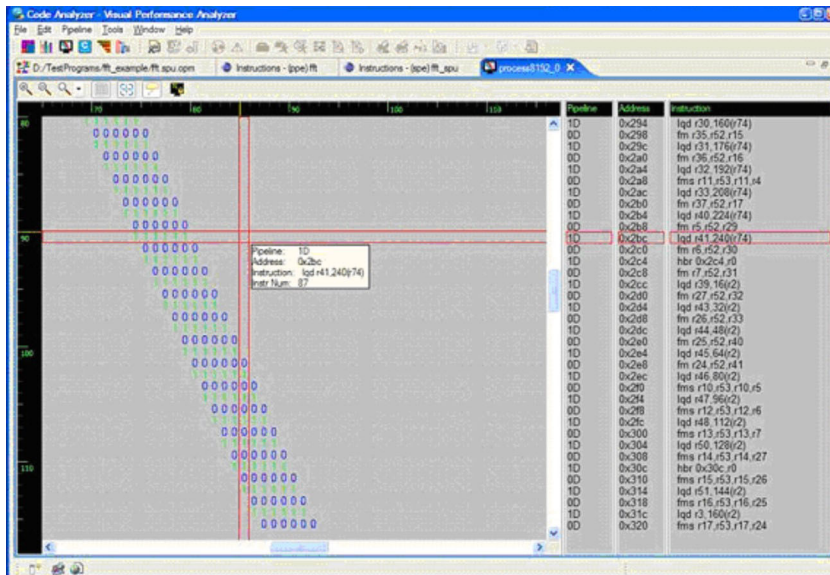 Code Analyzer - Visual Performance Analyzer
File Edit Pipeline Tools Window Help
D:/TestPrograms/fft_example/fft.spu.opm Instructions - (ppe) fft Instructions - (spe) fft_spu process8192_0
70 80 90 100 110
Pipeline Address Instruction
80
90
100
110
Pipeline: 1D
Address: 0x2bc
Instruction: lqd r41,240(r74)
Instr Num: 87
1D 0x294 lqd r30,160(r74)
0D 0x298 fm r35,r52,r15
1D 0x29c lqd r31,176(r74)
0D 0x2a0 fm r36,r52,r16
1D 0x2a4 lqd r32,192(r74)
0D 0x2a8 fms r11,r53,r11,r4
1D 0x2ac lqd r33,208(r74)
0D 0x2b0 fm r37,r52,r17
1D 0x2b4 lqd r40,224(r74)
0D 0x2b8 fm r5,r52,r29
1D 0x2bc lqd r41,240(r74)
0D 0x2c0 fm r6,r52,r30
1D 0x2c4 hbr 0x2c4,r0
0D 0x2c8 fm r7,r52,r31
1D 0x2cc lqd r39,16(r2)
0D 0x2d0 fm r27,r52,r32
1D 0x2d4 lqd r43,32(r2)
0D 0x2d8 fm r26,r52,r33
1D 0x2dc lqd r44,48(r2)
0D 0x2e0 fm r25,r52,r40
1D 0x2e4 lqd r45,64(r2)
0D 0x2e8 fm r24,r52,r41
1D 0x2ec lqd r46,80(r2)
0D 0x2f0 fms r10,r53,r10,r5
1D 0x2f4 lqd r47,96(r2)
0D 0x2f8 fms r12,r53,r12,r6
1D 0x2fc lqd r48,112(r2)
0D 0x300 fms r13,r53,r13,r7
1D 0x304 lqd r50,128(r2)
0D 0x308 fms r14,r53,r14,r27
1D 0x30c hbr 0x30c,r0
0D 0x310 fms r15,r53,r15,r26
1D 0x314 lqd r51,144(r2)
0D 0x318 fms r16,r53,r16,r25
1D 0x31c lqd r3,160(r2)
0D 0x320 fms r17,r53,r17,r24